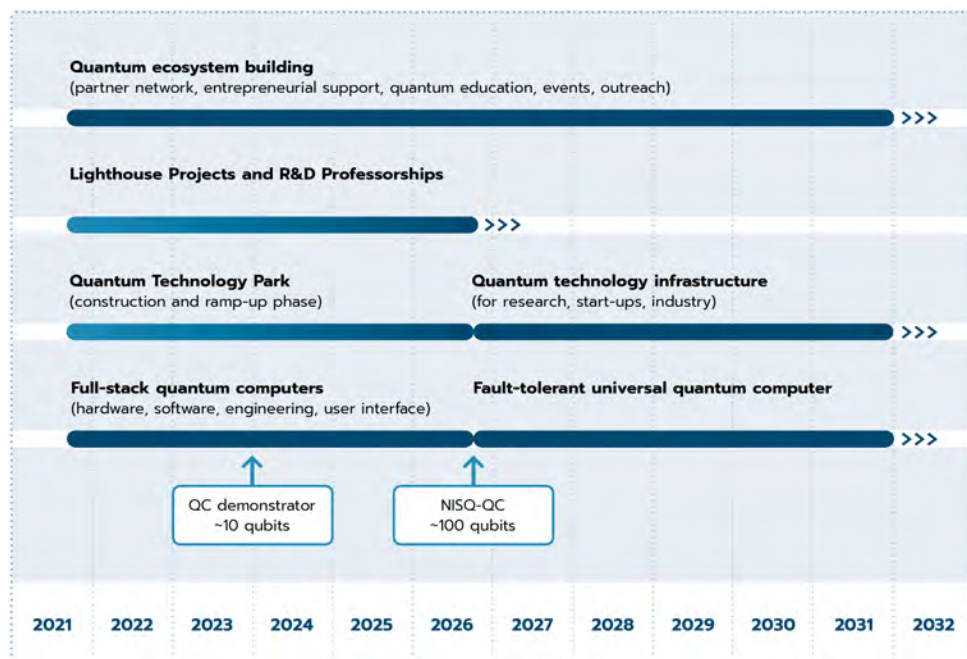 Quantum ecosystem building
(partner network, entrepreneurial support, quantum education, events, outreach)
>>>
Lighthouse Projects and R&D Professorships
>>>
Quantum Technology Park
(construction and ramp-up phase)
Quantum technology infrastructure
(for research, start-ups, industry)
>>>
Full-stack quantum computers
(hardware, software, engineering, user interface)
Fault-tolerant universal quantum computer
>>>
QC demonstrator
~10 qubits
NISQ-QC
~100 qubits
2021 2022 2023 2024 2025 2026 2027 2028 2029 2030 2031 2032